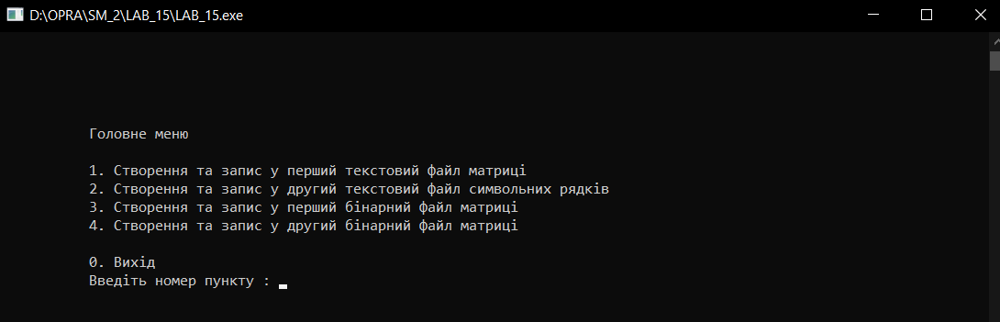 D:\OPRA\SM_2\LAB_15\LAB_15.exe
Головне меню
1. Створення та запис у перший текстовий файл матриці
2. Створення та запис у другий текстовий файл символьних рядків
3. Створення та запис у перший бінарний файл матриці
4. Створення та запис у другий бінарний файл матриці
0. Вихід
Введіть номер пункту : _